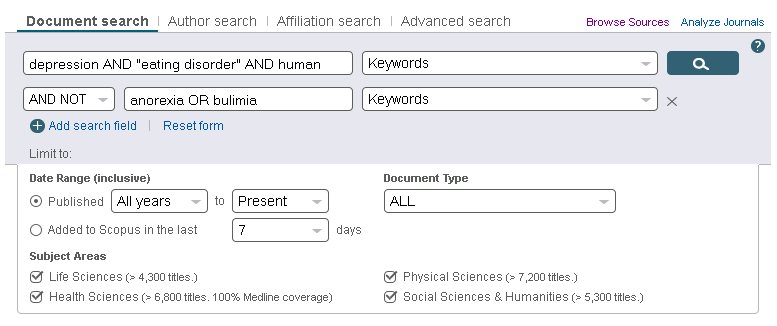 Document search | Author search | Affiliation search | Advanced search Browse Sources Analyze Journals
?
depression AND "eating disorder" AND human Keywords
AND NOT anorexia OR bulimia Keywords ×
+ Add search field | Reset form
Limit to:
Date Range (inclusive) Document Type
Published All years to Present ALL
Added to Scopus in the last 7 days
Subject Areas
Life Sciences (> 4,300 titles.) Physical Sciences (> 7,200 titles.)
Health Sciences (> 6,800 titles. 100% Medline coverage) Social Sciences & Humanities (> 5,300 titles.)